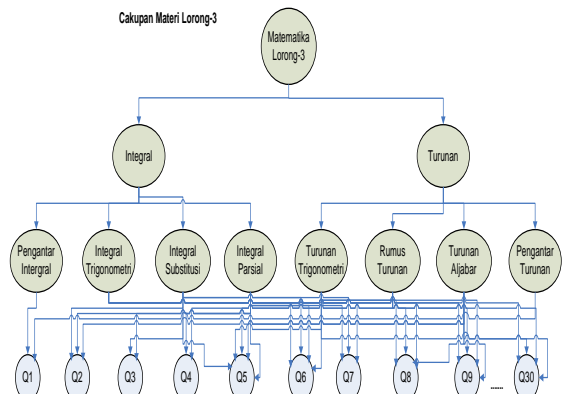 Cakupan Materi Lorong-3
Matematika
Lorong-3
Integral
Turunan
Pengantar
Intergral
Integral
Trigonometri
Integral
Substitusi
Integral
Parsial
Turunan
Trigonometri
Rumus
Turunan
Turunan
Aljabar
Pengantar
Turunan
Q1
Q2
Q3
Q4
Q5
Q6
Q7
Q8
Q9
......
Q30